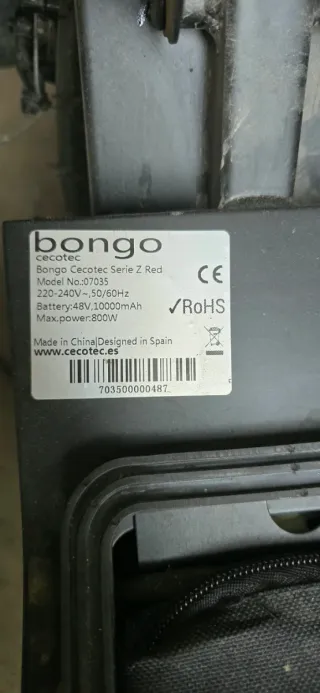 bongo
cecotec
Bongo Cecotec Serie Z Red
Model No.:07035
220-240V~,50/60Hz
Battery:48V,10000mAh
Max.power:800W
CE
✓RoHS
Made in China|Designed in Spain
www.cecotec.es
703500000487